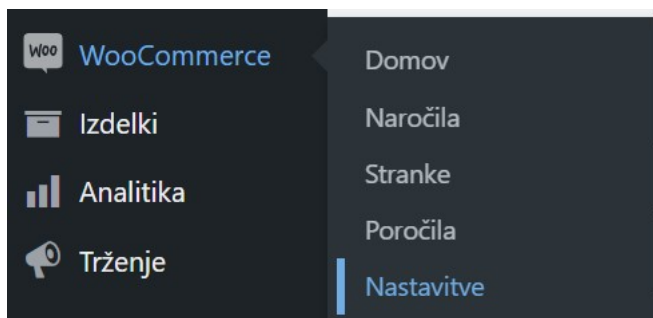 Woo WooCommerce
Izdelki
Analitika
Trženje
Domov
Naročila
Stranke
Poročila
Nastavitve